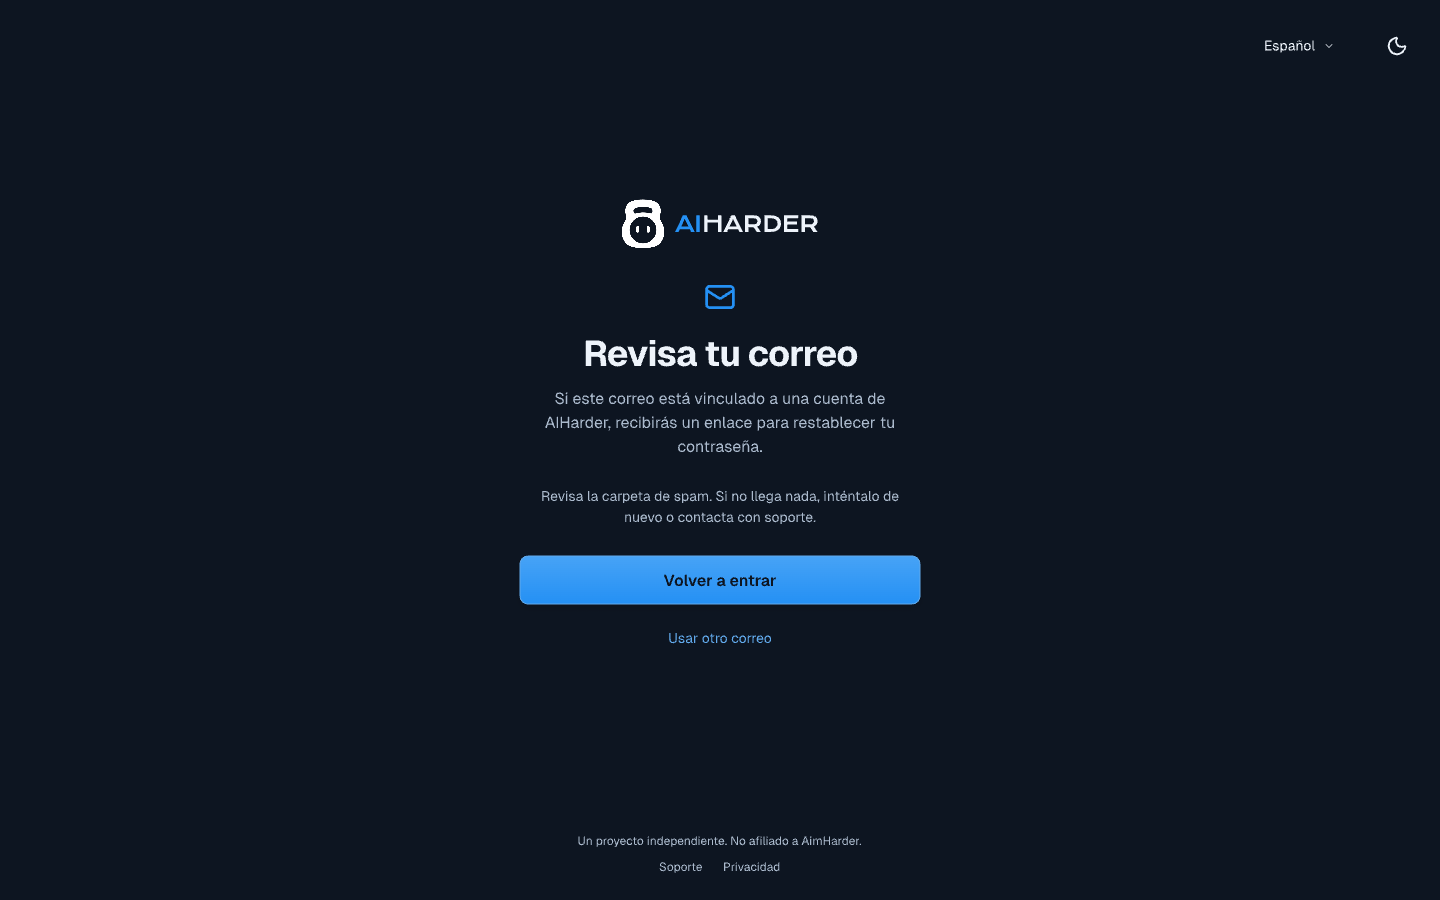 Español
AIHARDER
Revisa tu correo
Si este correo está vinculado a una cuenta de
AIHarder, recibirás un enlace para restablecer tu
contraseña.
Revisa la carpeta de spam. Si no llega nada, inténtalo de
nuevo o contacta con soporte.
Volver a entrar
Usar otro correo
Un proyecto independiente. No afiliado a AimHarder.
Soporte Privacidad